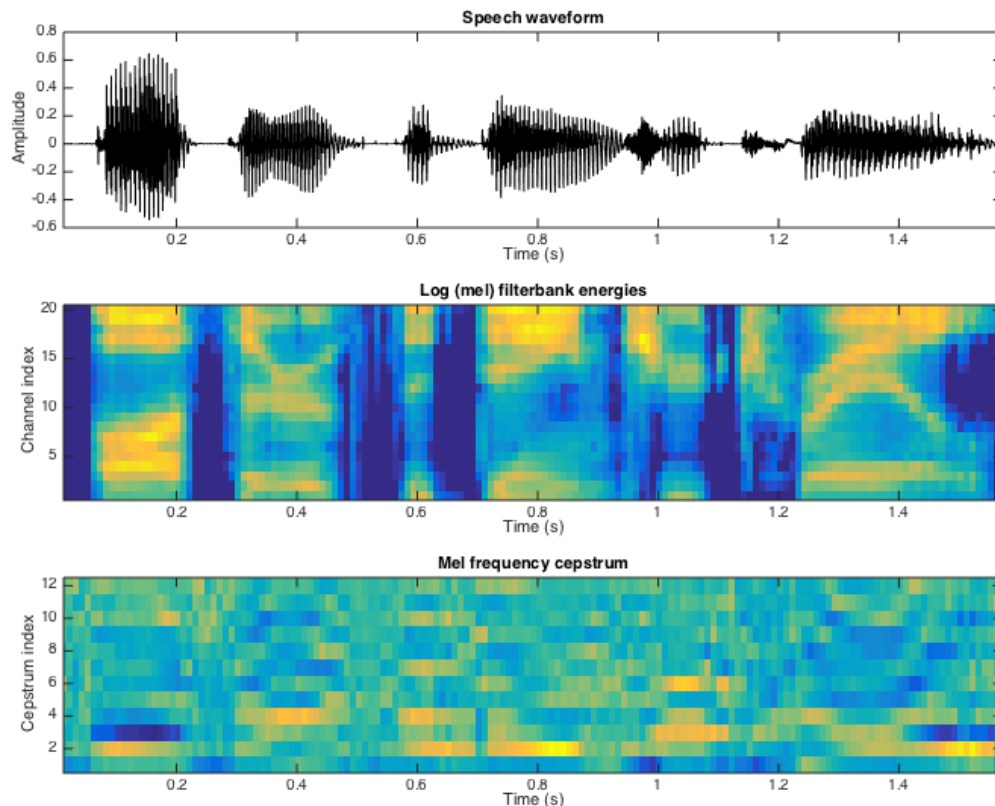 Speech waveform
0.8
0.6
0.4
0.2
0
-0.2
-0.4
-0.6
Amplitude
0.2 0.4 0.6 0.8 1 1.2 1.4
Time (s)
Log (mel) filterbank energies
20
15
10
5
Channel index
0.2 0.4 0.6 0.8 1 1.2 1.4
Time (s)
Mel frequency cepstrum
12
10
8
6
4
2
Cepstrum index
0.2 0.4 0.6 0.8 1 1.2 1.4
Time (s)